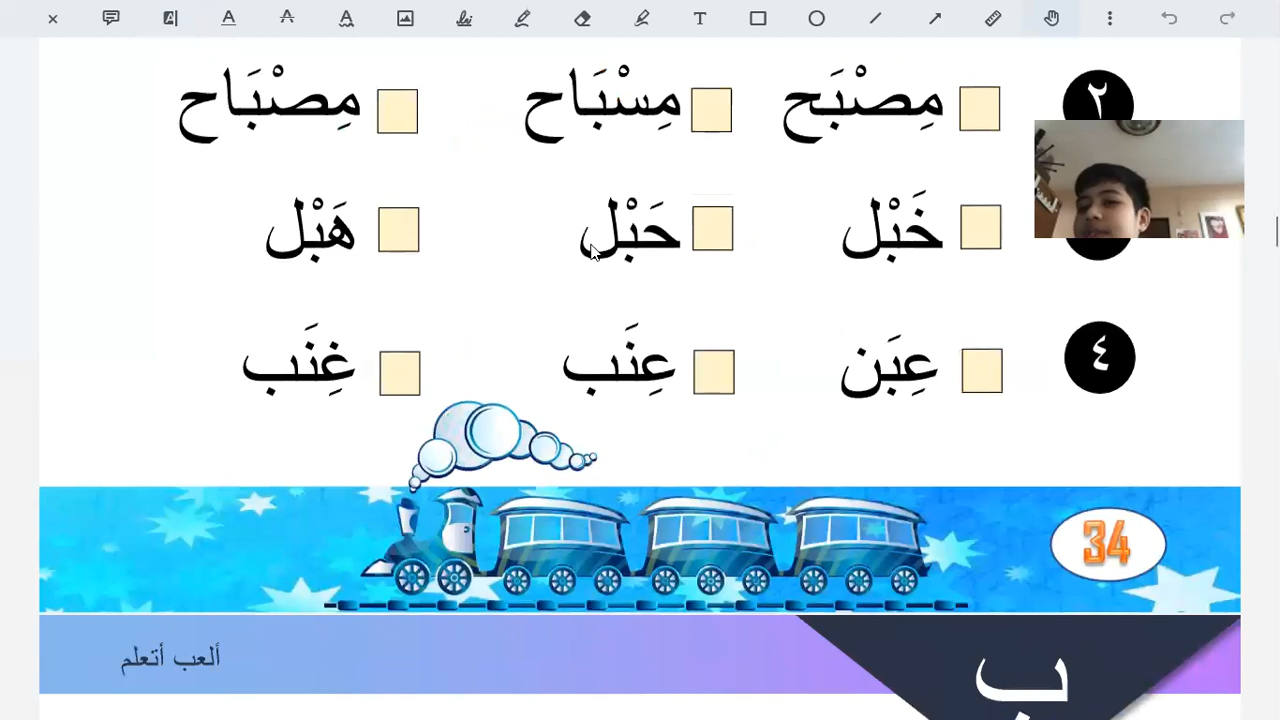 ٢ مِصْبَح مِسْبَاح مِصْبَاح
خَبْل حَبْل هَبْل
٤ عِبَن عِنَب غِنَب
34
ألعب أتعلم
ب